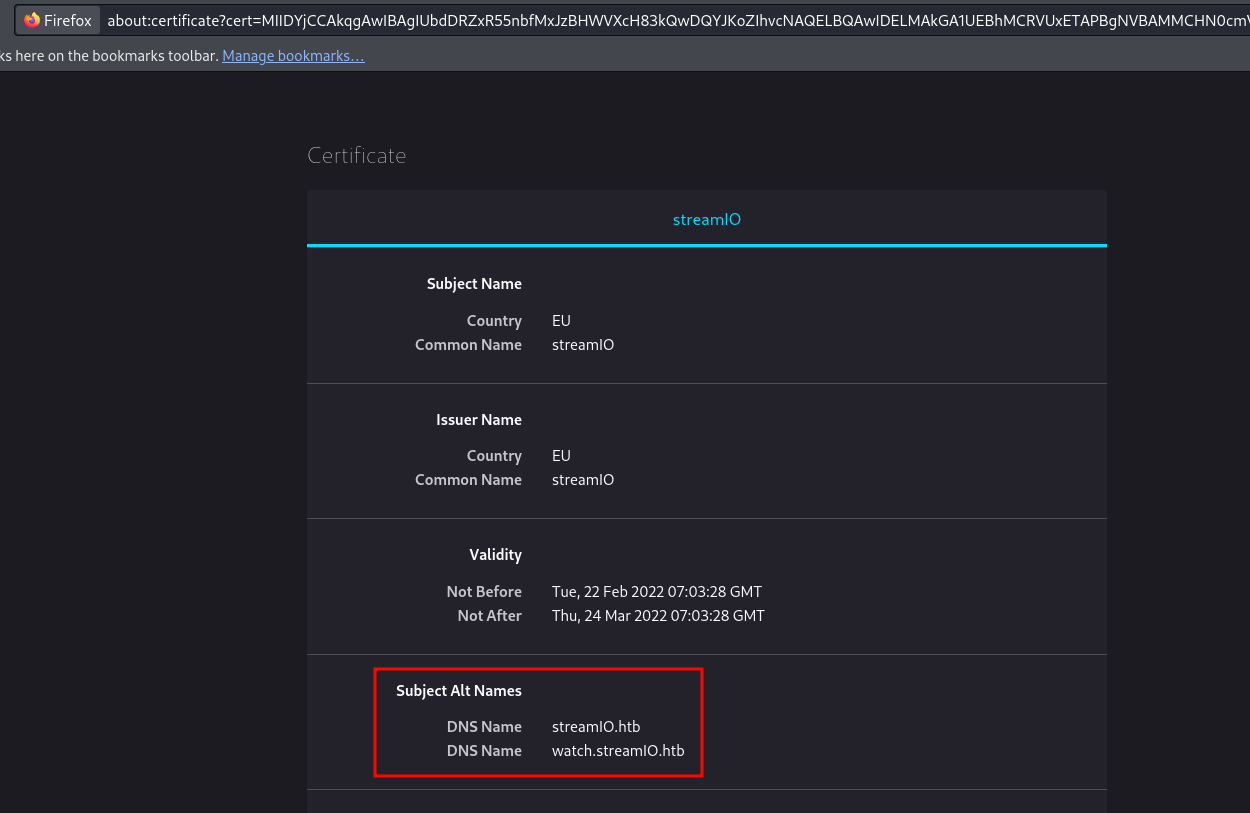 Firefox about:certificate?cert=MIIDYjCCAkqgAwIBAgIUbdDRZxR55nbfMxJzBHWVXcH83kQwDQYJKoZIhvcNAQELBQAwIDELMAkGA1UEBhMCRVUxETAPBgNVBAMMCHN0cmV
ks here on the bookmarks toolbar. Manage bookmarks…
Certificate
streamIO
Subject Name
Country EU
Common Name streamIO
Issuer Name
Country EU
Common Name streamIO
Validity
Not Before Tue, 22 Feb 2022 07:03:28 GMT
Not After Thu, 24 Mar 2022 07:03:28 GMT
Subject Alt Names
DNS Name streamIO.htb
DNS Name watch.streamIO.htb